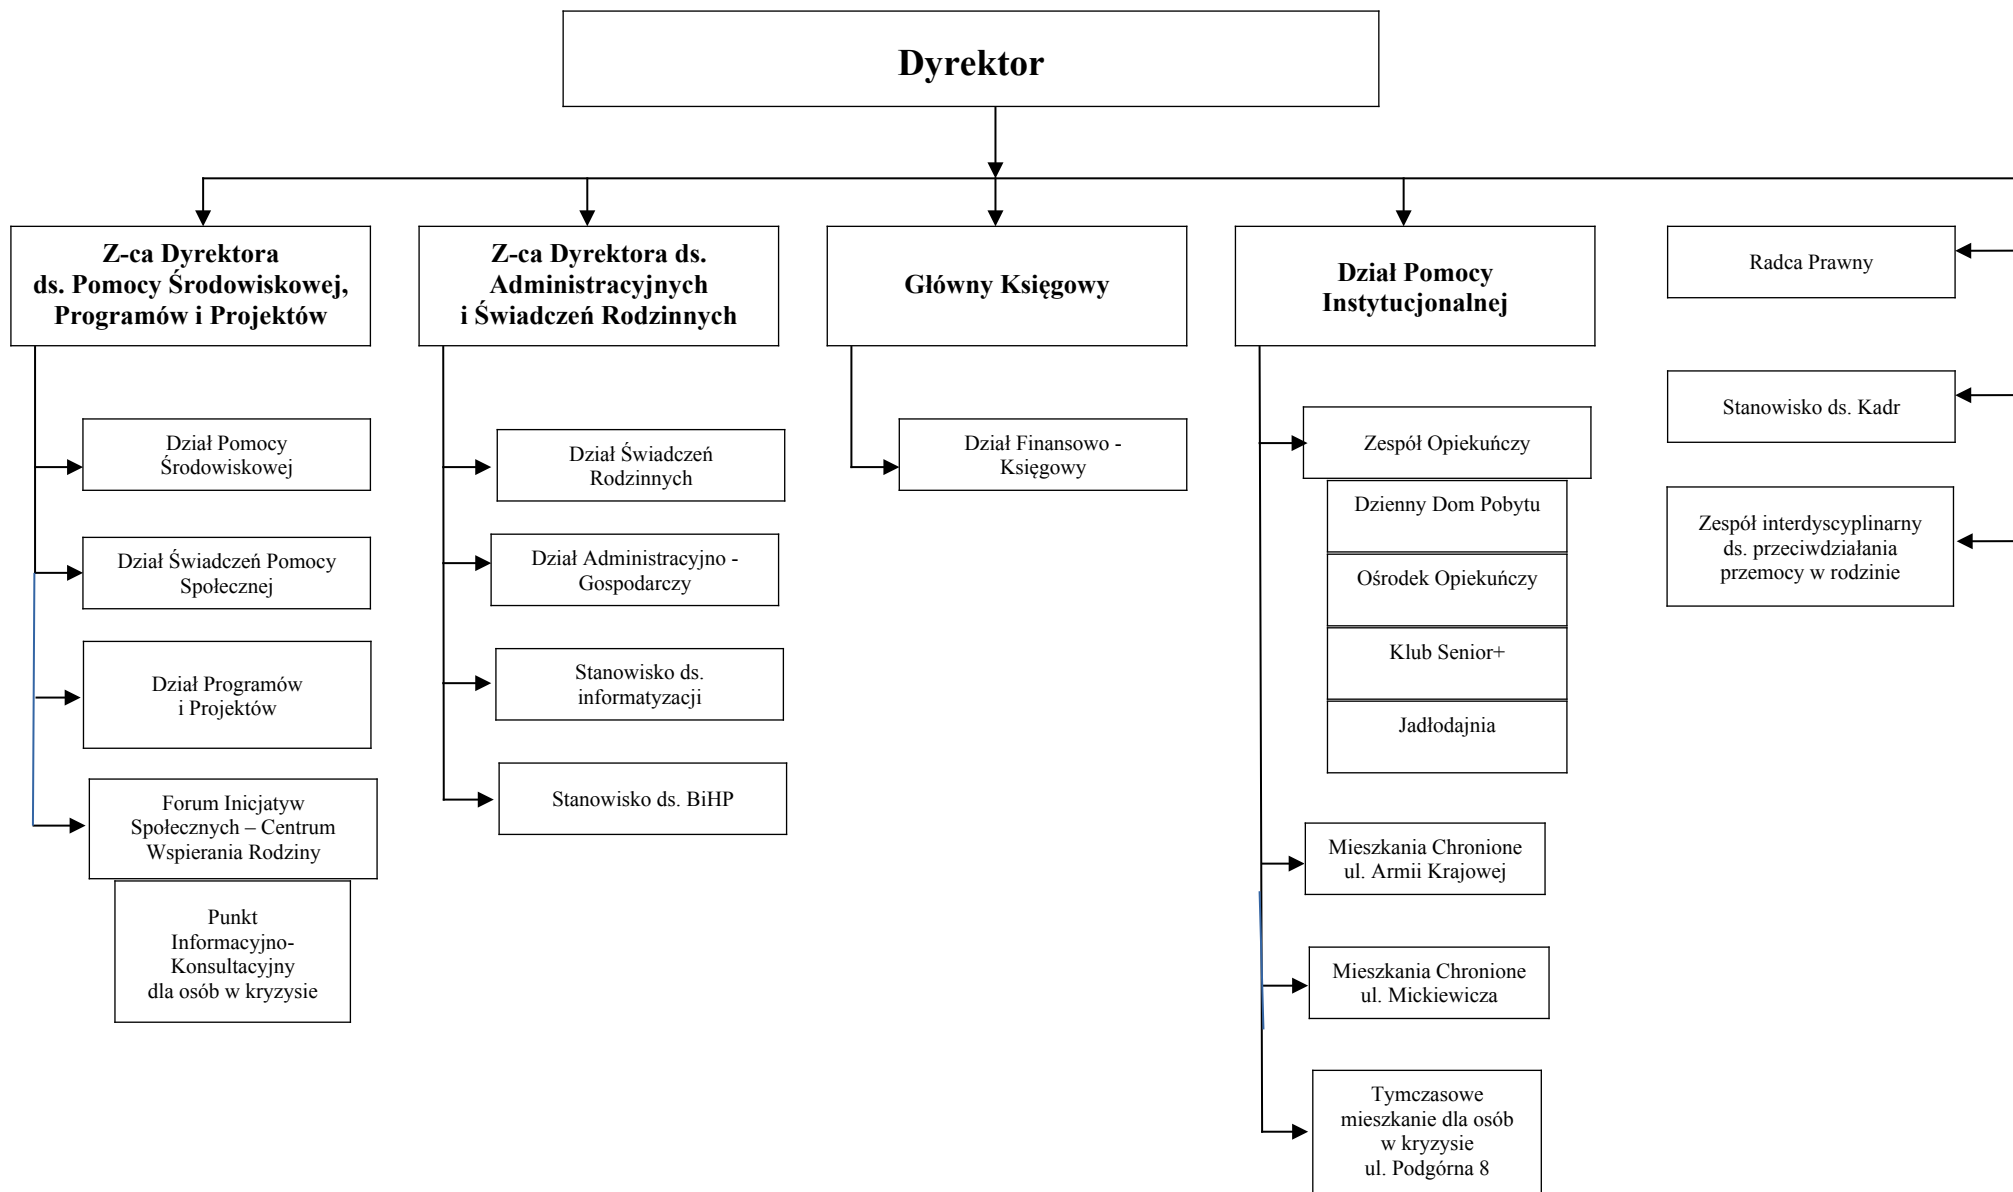 Dyrektor
Z-ca Dyrektora
ds. Pomocy Środowiskowej,
Programów i Projektów
Z-ca Dyrektora ds.
Administracyjnych
i Świadczeń Rodzinnych
Główny Księgowy
Dział Pomocy
Instytucjonalnej
Radca Prawny
Dział Pomocy
Środowiskowej
Dział Świadczeń Pomocy
Społecznej
Dział Programów
i Projektów
Forum Inicjatyw
Społecznych – Centrum
Wspierania Rodziny
Punkt
Informacyjno-
Konsultacyjny
dla osób w kryzysie
Dział Świadczeń
Rodzinnych
Dział Administracyjno -
Gospodarczy
Stanowisko ds.
informatyzacji
Stanowisko ds. BiHP
Dział Finansowo -
Księgowy
Zespół Opiekuńczy
Dzienny Dom Pobytu
Ośrodek Opiekuńczy
Klub Senior+
Jadłodajnia
Mieszkania Chronione
ul. Armii Krajowej
Mieszkania Chronione
ul. Mickiewicza
Tymczasowe
mieszkanie dla osób
w kryzysie
ul. Podgórna 8
Stanowisko ds. Kadr
Zespół interdyscyplinarny
ds. przeciwdziałania
przemocy w rodzinie